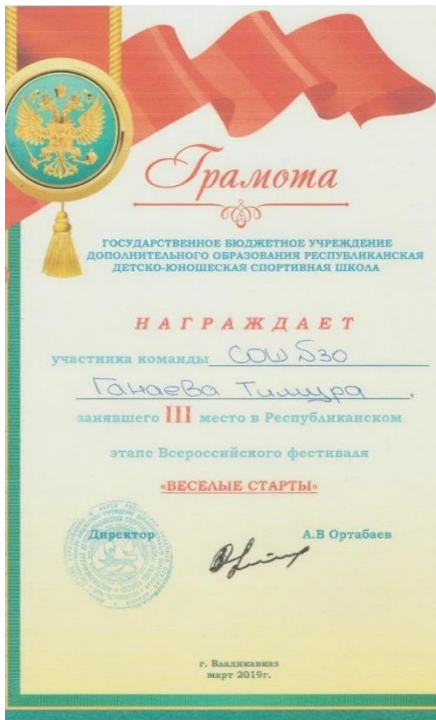 Грамота
ГОСУДАРСТВЕННОЕ БЮДЖЕТНОЕ УЧРЕЖДЕНИЕ
ДОПОЛНИТЕЛЬНОГО ОБРАЗОВАНИЯ РЕСПУБЛИКАНСКАЯ
ДЕТСКО-ЮНОШЕСКАЯ СПОРТИВНАЯ ШКОЛА
НАГРАЖДАЕТ
участника команды СОШ №30
Ганаева Тимура,
занявшего III место в Республиканском
этапе Всероссийского фестиваля
«ВЕСЕЛЫЕ СТАРТЫ»
Директор А.В Ортабаев
г. Владикавказ
март 2019г.